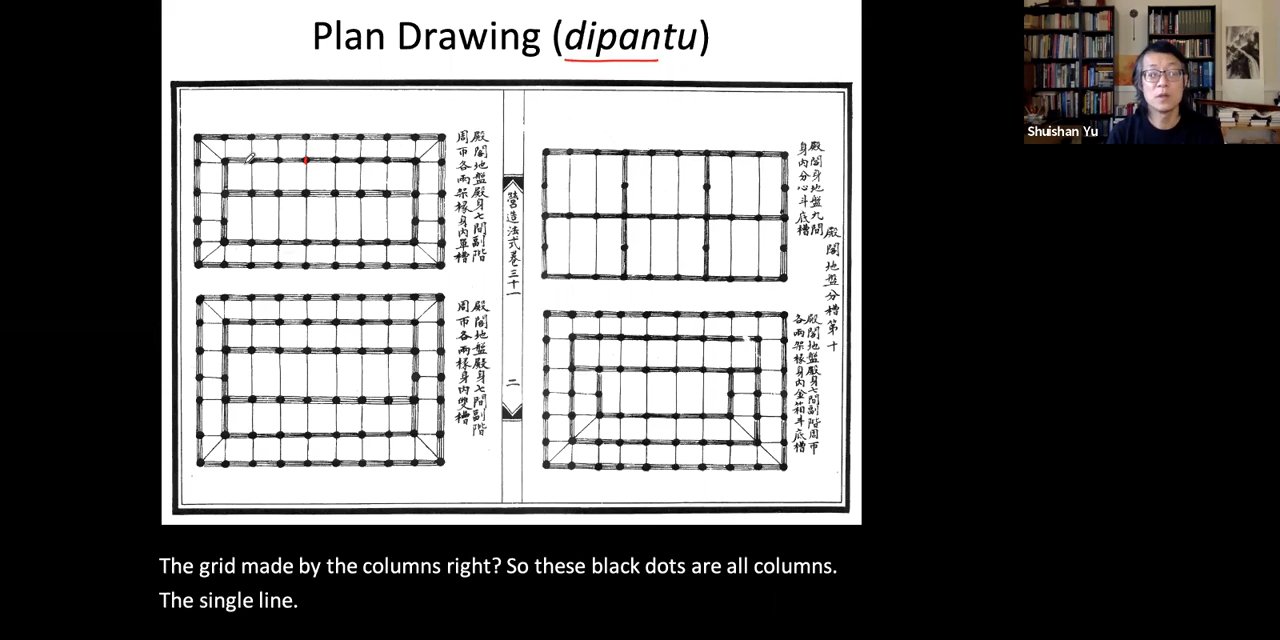 Plan Drawing (dipantu)
殿閣地盤分槽第十
殿閣身地盤九間
身內分心斗底槽
殿閣地盤殿身七間副階周帀
各兩架椽身內金箱斗底槽
營造法式卷三十一
二
殿閣地盤殿身七間副階
周帀各兩架椽身內單槽
殿閣地盤殿身七間副階
周帀各兩椽身內雙槽
Shuishan Yu
The grid made by the columns right? So these black dots are all columns.
The single line.